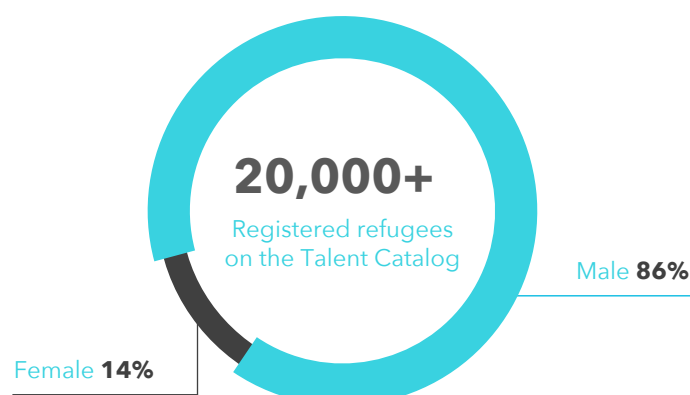 20,000+
Registered refugees
on the Talent Catalog
Male 86%
Female 14%